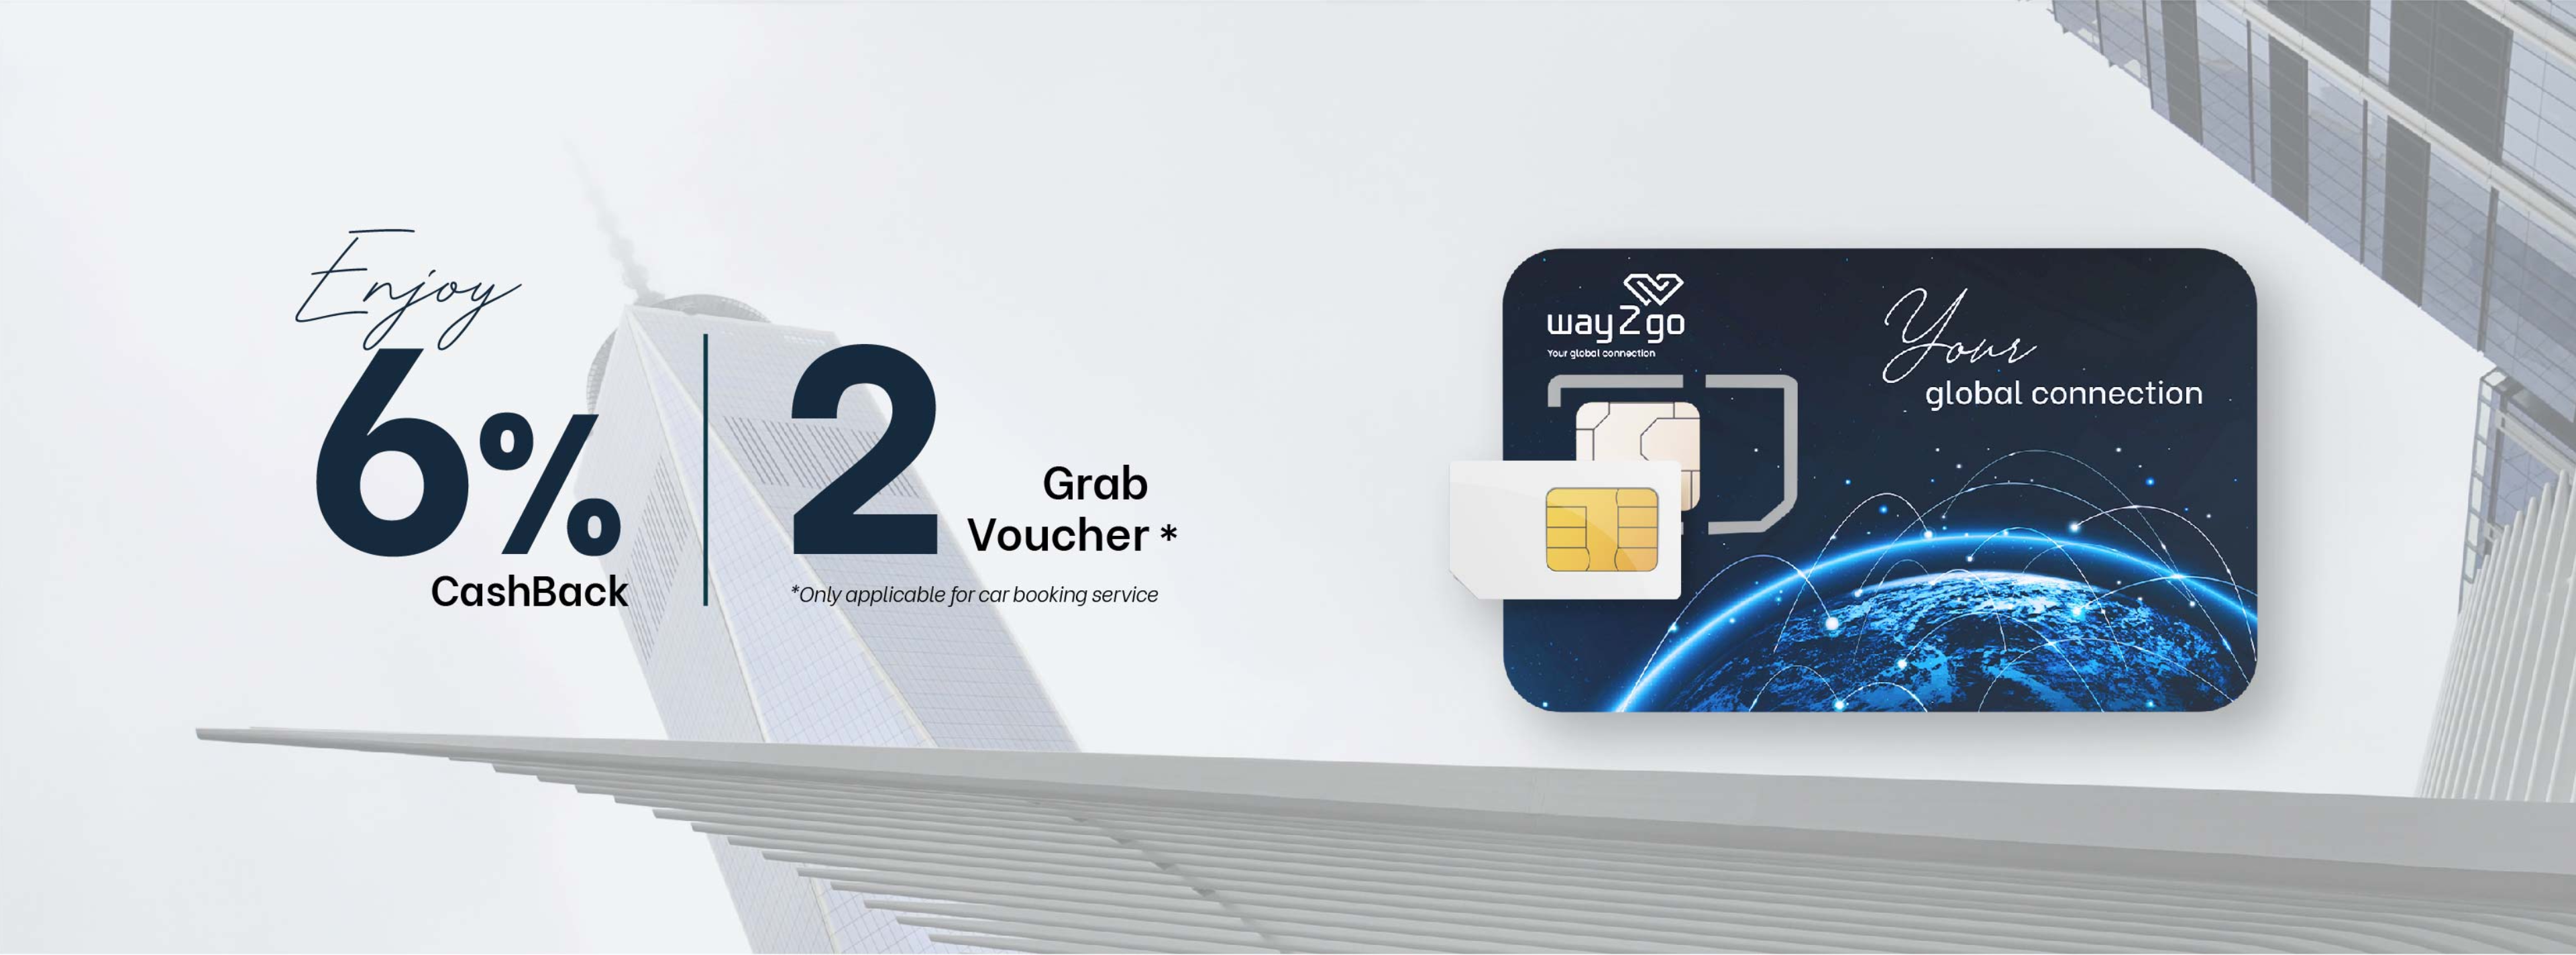 Enjoy
6%
CashBack
2
Grab
Voucher *
*Only applicable for car booking service
way2go
Your global connection
Your
global connection